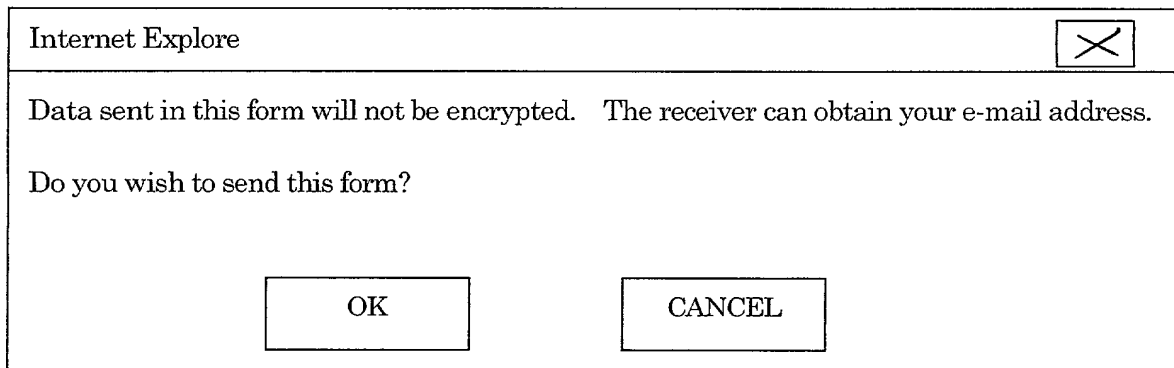 Internet Explore
Data sent in this form will not be encrypted. The receiver can obtain your e-mail address.
Do you wish to send this form?
OK CANCEL